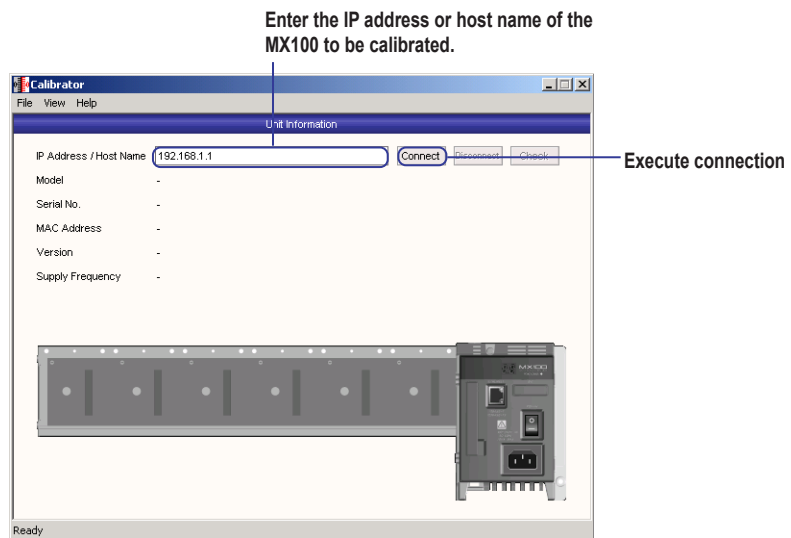 Enter the IP address or host name of the
MX100 to be calibrated.
Calibrator
File View Help
Unit Information
IP Address / Host Name 192.168.1.1 Connect Disconnect Check
Execute connection
Model -
Serial No. -
MAC Address -
Version -
Supply Frequency -
MX100
Ready